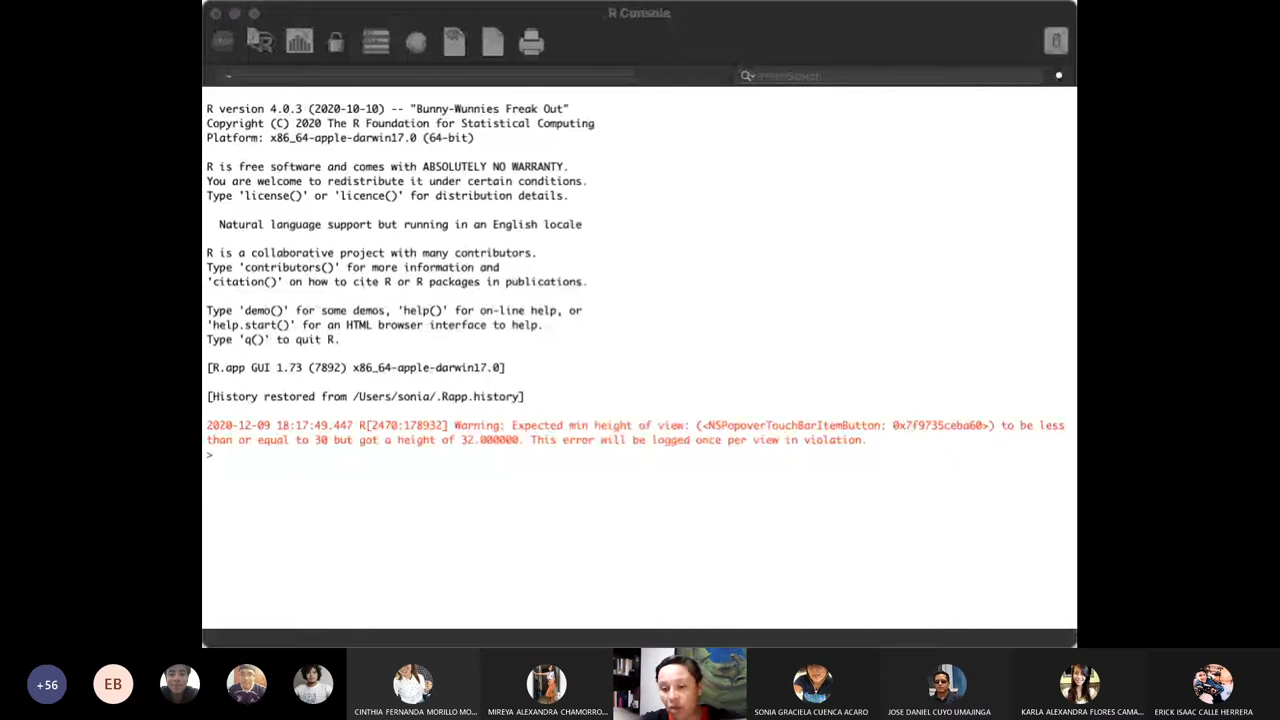 R Console
~
R version 4.0.3 (2020-10-10) -- "Bunny-Wunnies Freak Out"
Copyright (C) 2020 The R Foundation for Statistical Computing
Platform: x86_64-apple-darwin17.0 (64-bit)
R is free software and comes with ABSOLUTELY NO WARRANTY.
You are welcome to redistribute it under certain conditions.
Type 'license()' or 'licence()' for distribution details.
Natural language support but running in an English locale
R is a collaborative project with many contributors.
Type 'contributors()' for more information and
'citation()' on how to cite R or R packages in publications.
Type 'demo()' for some demos, 'help()' for on-line help, or
'help.start()' for an HTML browser interface to help.
Type 'q()' to quit R.
[R.app GUI 1.73 (7892) x86_64-apple-darwin17.0]
[History restored from /Users/sonia/.Rapp.history]
2020-12-09 18:17:49.447 R[2470:178932] Warning: Expected min height of view: (<NSPopoverTouchBarItemButton: 0x7f9735ceba60>) to be less
than or equal to 30 but got a height of 32.000000. This error will be logged once per view in violation.
>
+56
EB
CINTHIA FERNANDA MORILLO MO...
MIREYA ALEXANDRA CHAMORRO...
SONIA GRACIELA CUENCA ACARO
JOSE DANIEL CUYO UMAJINGA
KARLA ALEXANDRA FLORES CAMA...
ERICK ISAAC CALLE HERRERA